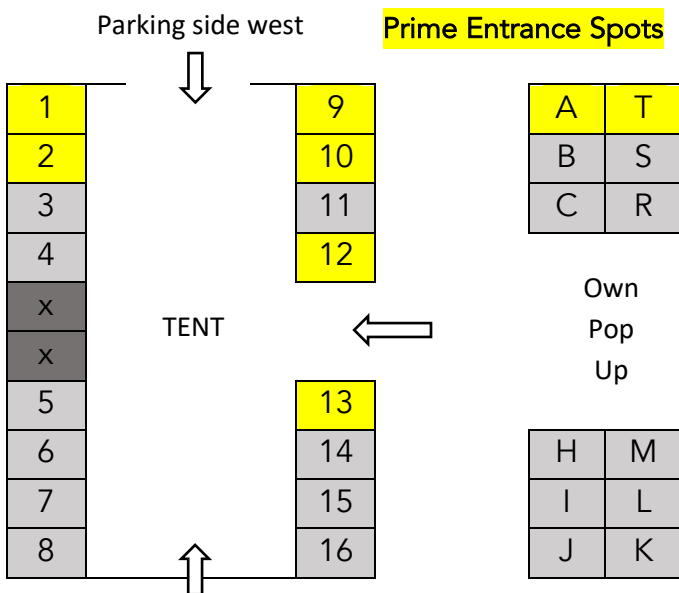 Parking side west Prime Entrance Spots
1 9 A T
2 10 B S
3 11 C R
4 12
x
x
TENT
Own
Pop
Up
5 13
6 14 H M
7 15 I L
8 16 J K